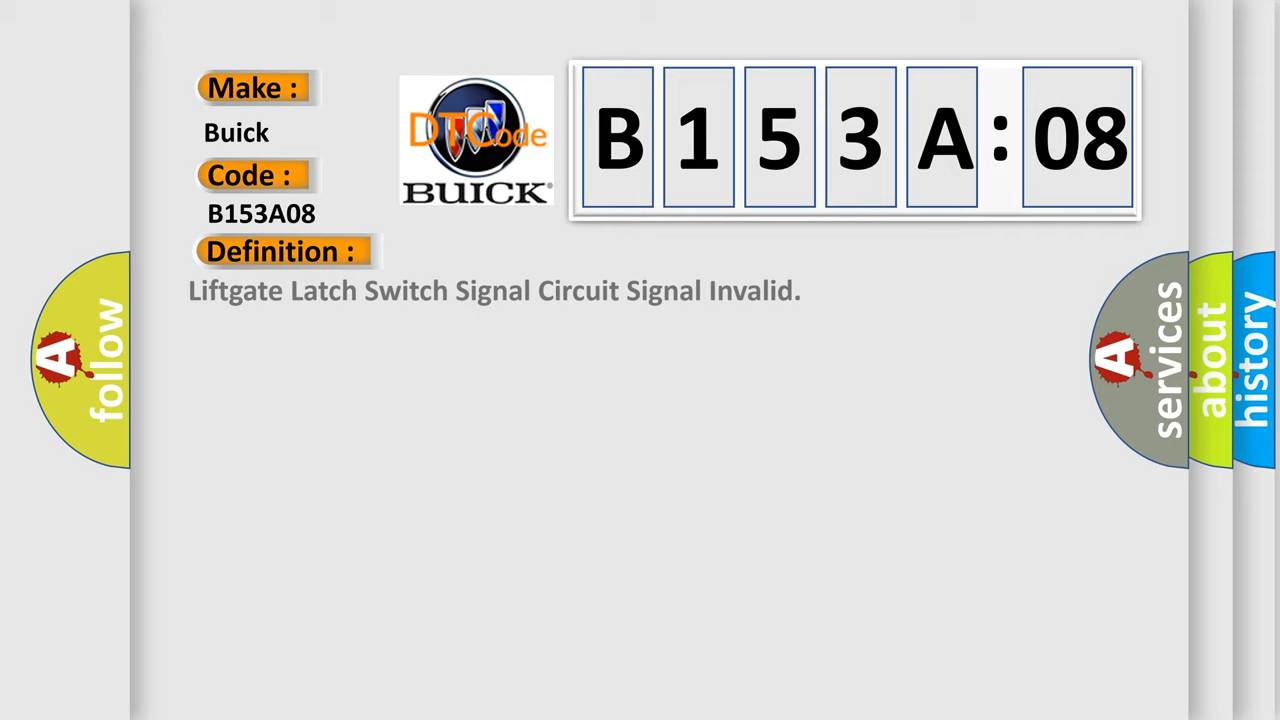 Make :
Buick
Code :
B153A08
Definition :
Liftgate Latch Switch Signal Circuit Signal Invalid.
DTCode
BUICK®
B 1 5 3 A : 08
A follow
A services
about
history